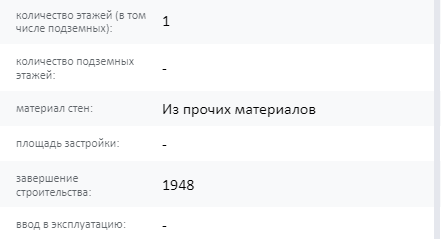 количество этажей (в том
числе подземных):
1
количество подземных
этажей:
-
материал стен:
Из прочих материалов
площадь застройки:
-
завершение
строительства:
1948
ввод в эксплуатацию:
-